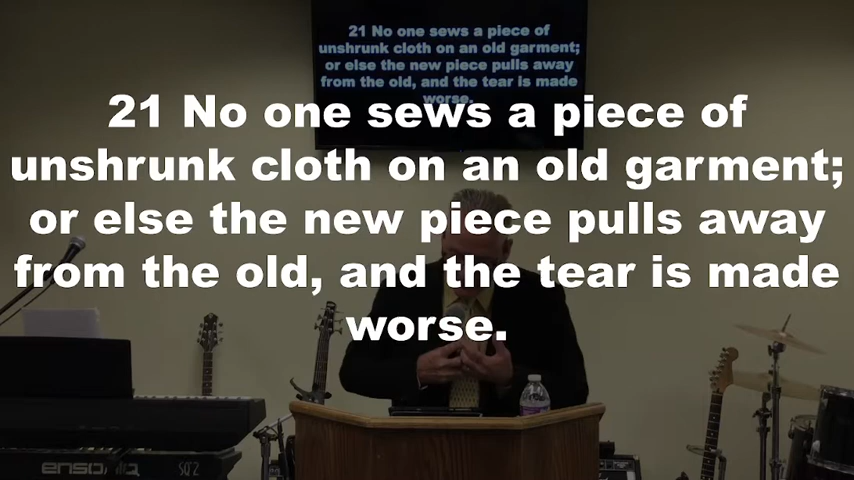 21 No one sews a piece of
unshrunk cloth on an old garment;
or else the new piece pulls away
from the old, and the tear is made
worse.
21 No one sews a piece of
unshrunk cloth on an old garment;
or else the new piece pulls away
from the old, and the tear is made
worse.
ensoniq SQ2